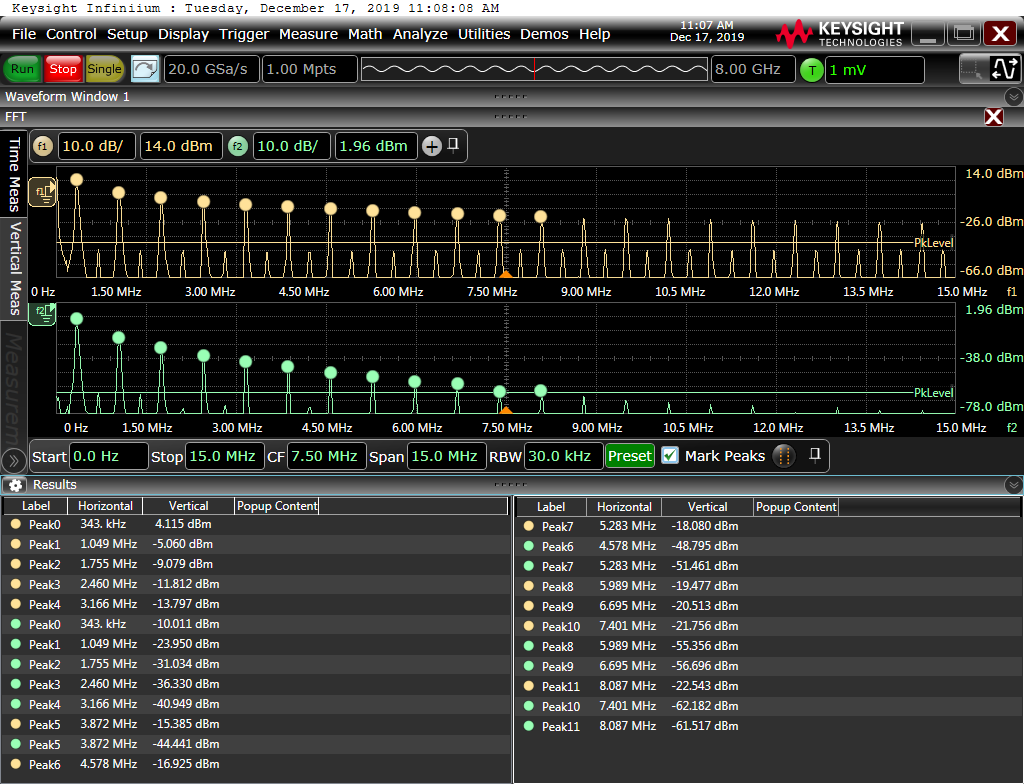 Keysight Infiniium : Tuesday, December 17, 2019 11:08:08 AM
File Control Setup Display Trigger Measure Math Analyze Utilities Demos Help 11:07 AM Dec 17, 2019 KEYSIGHT TECHNOLOGIES
Run Stop Single 20.0 GSa/s 1.00 Mpts 8.00 GHz T 1 mV
Waveform Window 1
FFT
Time Meas
Vertical Meas
Measurem
f1 10.0 dB/ 14.0 dBm f2 10.0 dB/ 1.96 dBm
14.0 dBm
f1
-26.0 dBm
PkLevel
-66.0 dBm
0 Hz 1.50 MHz 3.00 MHz 4.50 MHz 6.00 MHz 7.50 MHz 9.00 MHz 10.5 MHz 12.0 MHz 13.5 MHz 15.0 MHz f1
1.96 dBm
f2
-38.0 dBm
PkLevel
-78.0 dBm
0 Hz 1.50 MHz 3.00 MHz 4.50 MHz 6.00 MHz 7.50 MHz 9.00 MHz 10.5 MHz 12.0 MHz 13.5 MHz 15.0 MHz f2
Start 0.0 Hz Stop 15.0 MHz CF 7.50 MHz Span 15.0 MHz RBW 30.0 kHz Preset Mark Peaks
Results
Label Horizontal Vertical Popup Content
Peak0 343. kHz 4.115 dBm
Peak1 1.049 MHz -5.060 dBm
Peak2 1.755 MHz -9.079 dBm
Peak3 2.460 MHz -11.812 dBm
Peak4 3.166 MHz -13.797 dBm
Peak0 343. kHz -10.011 dBm
Peak1 1.049 MHz -23.950 dBm
Peak2 1.755 MHz -31.034 dBm
Peak3 2.460 MHz -36.330 dBm
Peak4 3.166 MHz -40.949 dBm
Peak5 3.872 MHz -15.385 dBm
Peak5 3.872 MHz -44.441 dBm
Peak6 4.578 MHz -16.925 dBm
Label Horizontal Vertical Popup Content
Peak7 5.283 MHz -18.080 dBm
Peak6 4.578 MHz -48.795 dBm
Peak7 5.283 MHz -51.461 dBm
Peak8 5.989 MHz -19.477 dBm
Peak9 6.695 MHz -20.513 dBm
Peak10 7.401 MHz -21.756 dBm
Peak8 5.989 MHz -55.356 dBm
Peak9 6.695 MHz -56.696 dBm
Peak11 8.087 MHz -22.543 dBm
Peak10 7.401 MHz -62.182 dBm
Peak11 8.087 MHz -61.517 dBm